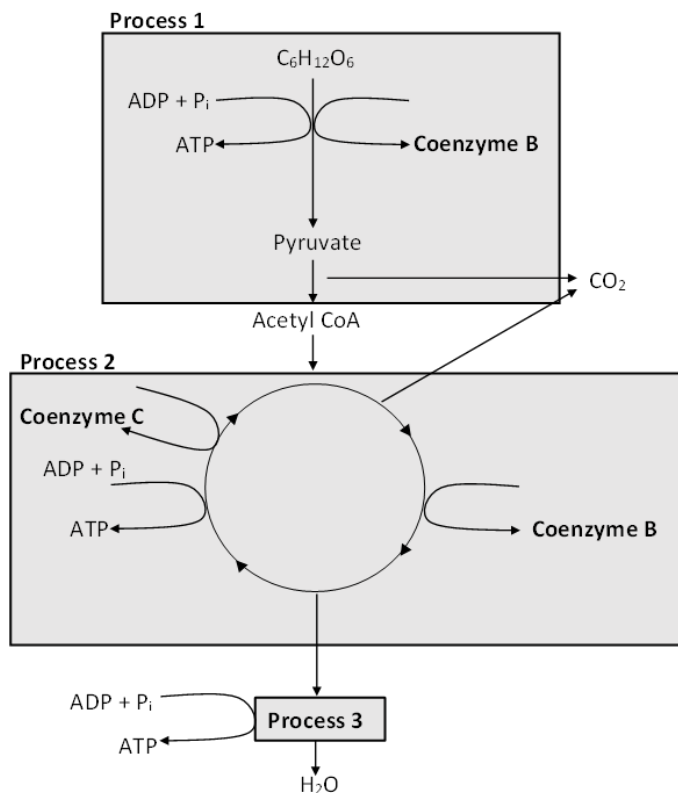 Process 1
C₆H₁₂O₆
ADP + Pᵢ
ATP
Coenzyme B
Pyruvate
CO₂
Acetyl CoA
Process 2
Coenzyme C
ADP + Pᵢ
ATP
Coenzyme B
ADP + Pᵢ
Process 3
ATP
H₂O